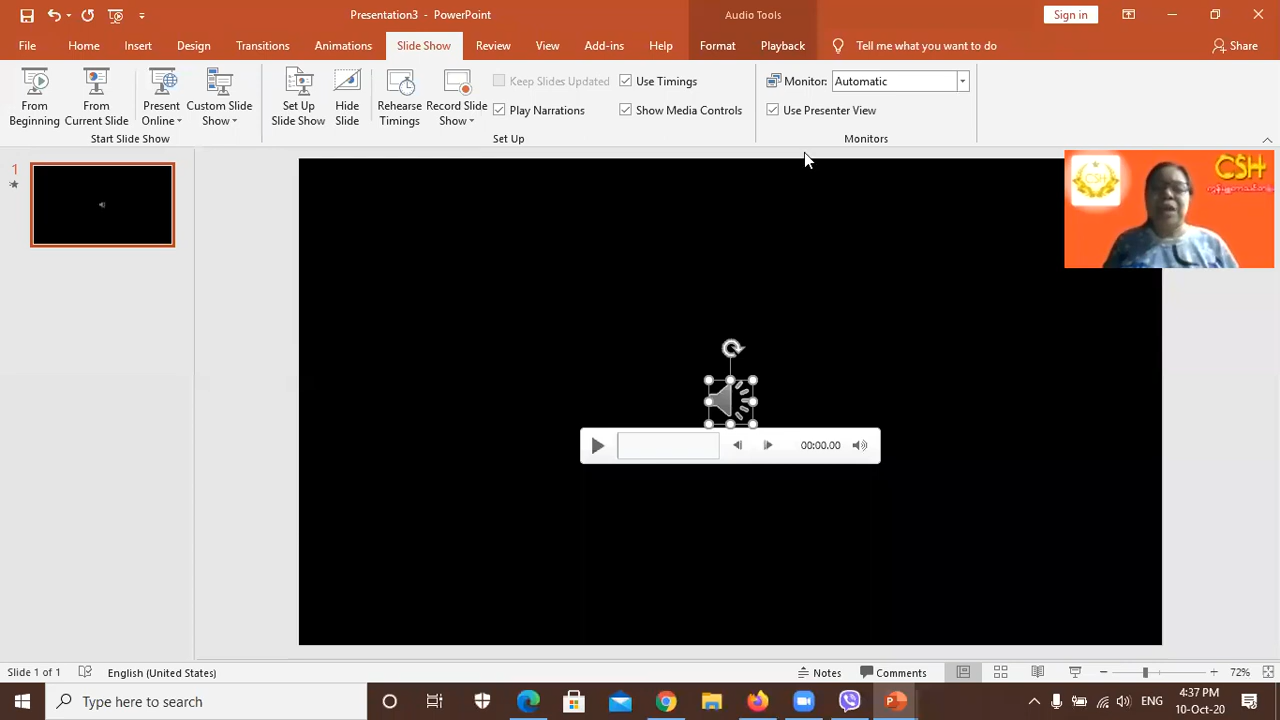 Presentation3 - PowerPoint
Audio Tools
Sign in
File
Home
Insert
Design
Transitions
Animations
Slide Show
Review
View
Add-ins
Help
Format
Playback
Tell me what you want to do
Share
From Beginning
From Current Slide
Present Online
Custom Slide Show
Start Slide Show
Set Up Slide Show
Hide Slide
Rehearse Timings
Record Slide Show
Keep Slides Updated
Play Narrations
Use Timings
Show Media Controls
Set Up
Monitor: Automatic
Use Presenter View
Monitors
1
CSH
CSH
00:00.00
Slide 1 of 1
English (United States)
Notes
Comments
72%
Type here to search
ENG
4:37 PM
10-Oct-20